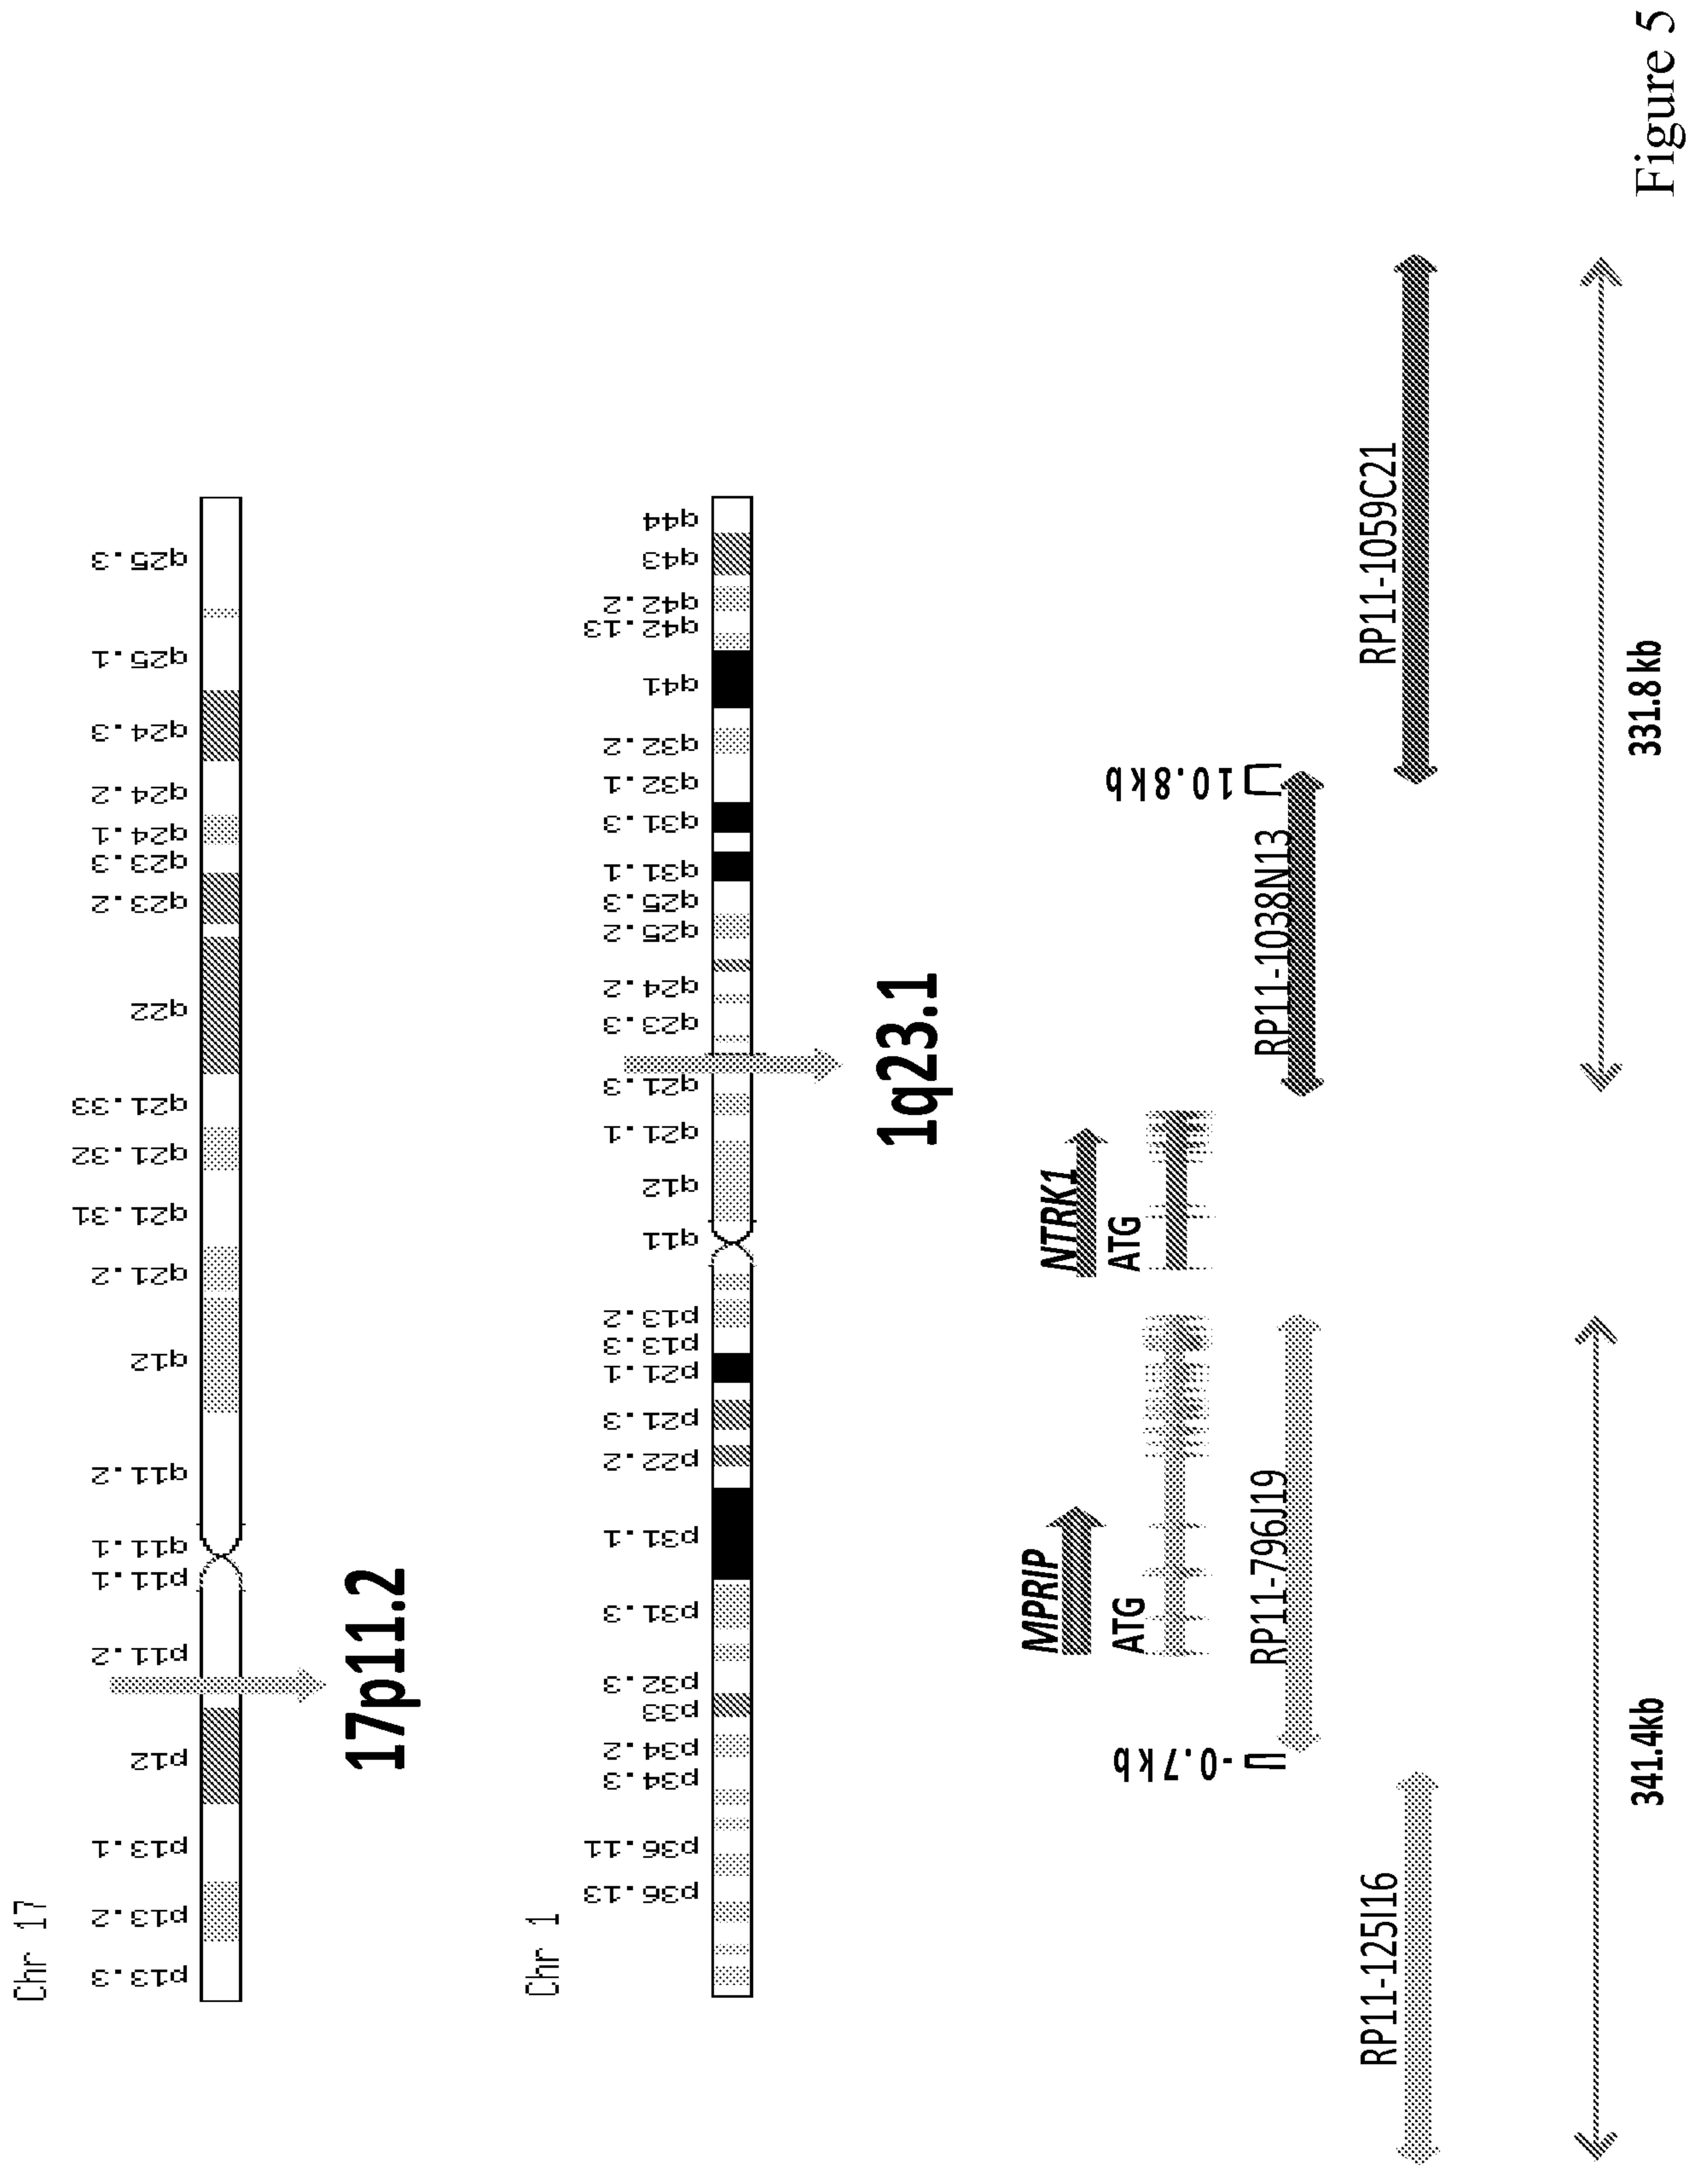 Chr 17
p13.3 p13.2 p13.1 p12 p11.2 p11.1 q11.1 q11.2 q12 q21.2 q21.31 q21.32 q21.33 q22 q23.2 q23.3 q24.1 q24.2 q24.3 q25.1 q25.3
17p11.2
Chr 1
p36.13 p36.11 p34.3 p34.2 p33 p32.3 p31.3 p31.1 p22.2 p21.3 p21.1 p13.3 p13.2 q11 q12 q21.1 q21.3 q23.3 q24.2 q25.2 q25.3 q31.1 q31.3 q32.1 q32.2 q41 q42.13 q42.2 q43 q44
1q23.1
MPRIP NTRK1
ATG ATG
-0.7kb 10.8kb
RP11-796J19 RP11-1038N13
RP11-125I16 RP11-1059C21
341.4kb 331.8 kb
Figure 5